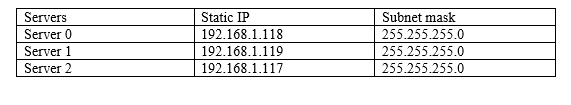 Servers Static IP Subnet mask
Server 0 192.168.1.118 255.255.255.0
Server 1 192.168.1.119 255.255.255.0
Server 2 192.168.1.117 255.255.255.0